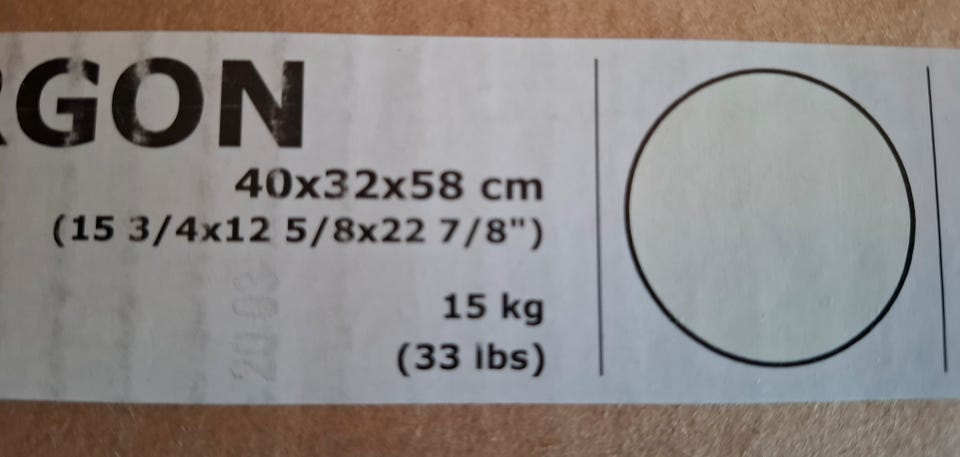 RGON
40x32x58 cm
(15 3/4x12 5/8x22 7/8")
15 kg
(33 lbs)